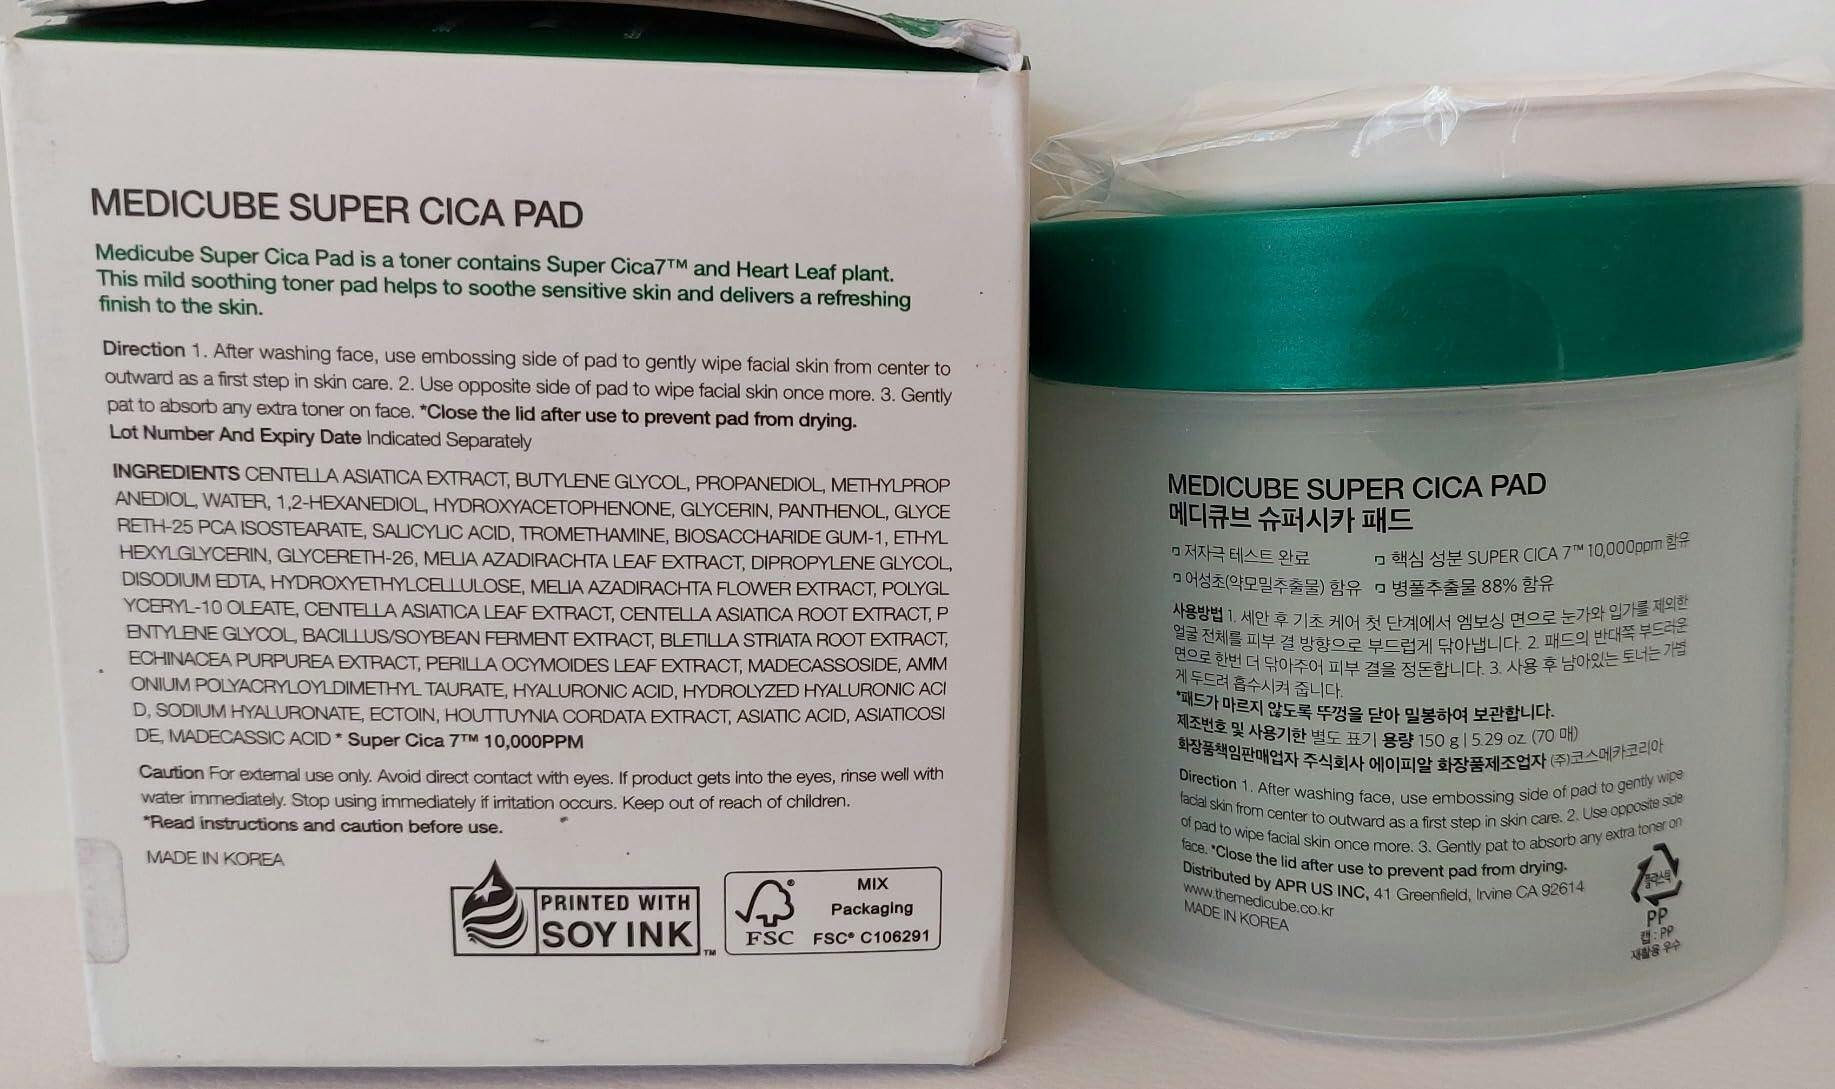 MEDICUBE SUPER CICA PAD
Medicube Super Cica Pad is a toner contains Super Cica7™ and Heart Leaf plant.
This mild soothing toner pad helps to soothe sensitive skin and delivers a refreshing
finish to the skin.
Direction 1. After washing face, use embossing side of pad to gently wipe facial skin from center to
outward as a first step in skin care. 2. Use opposite side of pad to wipe facial skin once more. 3. Gently
pat to absorb any extra toner on face. *Close the lid after use to prevent pad from drying.
Lot Number And Expiry Date Indicated Separately
INGREDIENTS CENTELLA ASIATICA EXTRACT, BUTYLENE GLYCOL, PROPANEDIOL, METHYLPROP
ANEDIOL, WATER, 1,2-HEXANEDIOL, HYDROXYACETOPHENONE, GLYCERIN, PANTHENOL, GLYCE
RETH-25 PCA ISOSTEARATE, SALICYLIC ACID, TROMETHAMINE, BIOSACCHARIDE GUM-1, ETHYL
HEXYLGLYCERIN, GLYCERETH-26, MELIA AZADIRACHTA LEAF EXTRACT, DIPROPYLENE GLYCOL,
DISODIUM EDTA, HYDROXYETHYLCELLULOSE, MELIA AZADIRACHTA FLOWER EXTRACT, POLYGL
YCERYL-10 OLEATE, CENTELLA ASIATICA LEAF EXTRACT, CENTELLA ASIATICA ROOT EXTRACT, P
ENTYLENE GLYCOL, BACILLUS/SOYBEAN FERMENT EXTRACT, BLETILLA STRIATA ROOT EXTRACT,
ECHINACEA PURPUREA EXTRACT, PERILLA OCYMOIDES LEAF EXTRACT, MADECASSOSIDE, AMM
ONIUM POLYACRYLOYLDIMETHYL TAURATE, HYALURONIC ACID, HYDROLYZED HYALURONIC ACI
D, SODIUM HYALURONATE, ECTOIN, HOUTTUYNIA CORDATA EXTRACT, ASIATIC ACID, ASIATICOSI
DE, MADECASSIC ACID * Super Cica 7™ 10,000PPM
Caution For external use only. Avoid direct contact with eyes. If product gets into the eyes, rinse well with
water immediately. Stop using immediately if irritation occurs. Keep out of reach of children.
*Read instructions and caution before use.
MADE IN KOREA
PRINTED WITH
SOY INK™
FSC
MIX
Packaging
FSC® C106291
MEDICUBE SUPER CICA PAD
메디큐브 슈퍼시카 패드
저자극 테스트 완료 핵심 성분 SUPER CICA 7™ 10,000ppm 함유
어성초(약모밀추출물) 함유 병풀추출물 88% 함유
사용방법 1. 세안 후 기초 케어 첫 단계에서 엠보싱 면으로 눈가와 입가를 제외한
얼굴 전체를 피부 결 방향으로 부드럽게 닦아냅니다. 2. 패드의 반대쪽 부드러운
면으로 한번 더 닦아주어 피부 결을 정돈합니다. 3. 사용 후 남아있는 토너는 가볍
게 두드려 흡수시켜 줍니다.
*패드가 마르지 않도록 뚜껑을 닫아 밀봉하여 보관합니다.
제조번호 및 사용기한 별도 표기 용량 150 g | 5.29 oz. (70 매)
화장품책임판매업자 주식회사 에이피알 화장품제조업자 (주)코스메카코리아
Direction 1. After washing face, use embossing side of pad to gently wipe
facial skin from center to outward as a first step in skin care. 2. Use opposite side
of pad to wipe facial skin once more. 3. Gently pat to absorb any extra toner on
face. *Close the lid after use to prevent pad from drying.
Distributed by APR US INC, 41 Greenfield, Irvine CA 92614
www.themedicube.co.kr
MADE IN KOREA
플라스틱
PP
캡 : PP
재활용 우수